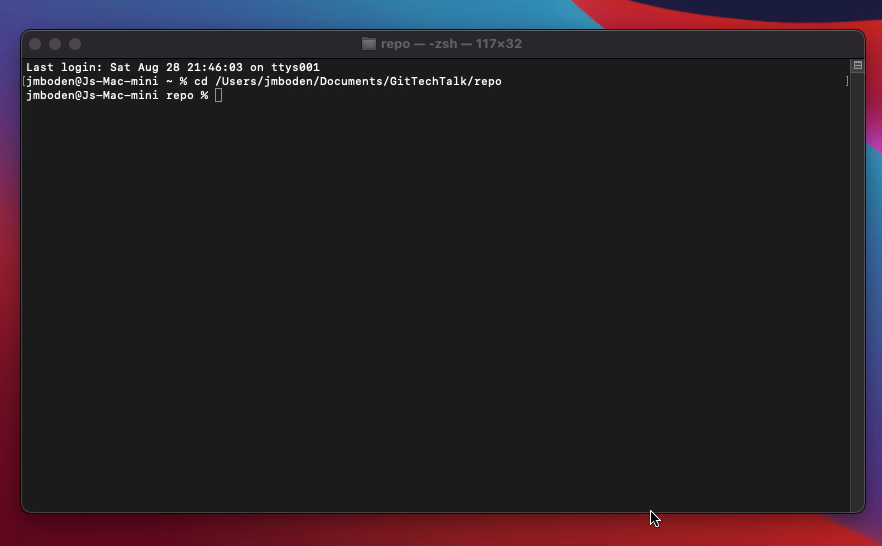 repo — -zsh — 117×32
Last login: Sat Aug 28 21:46:03 on ttys001
[jmboden@Js-Mac-mini ~ % cd /Users/jmboden/Documents/GitTechTalk/repo ]
jmboden@Js-Mac-mini repo %